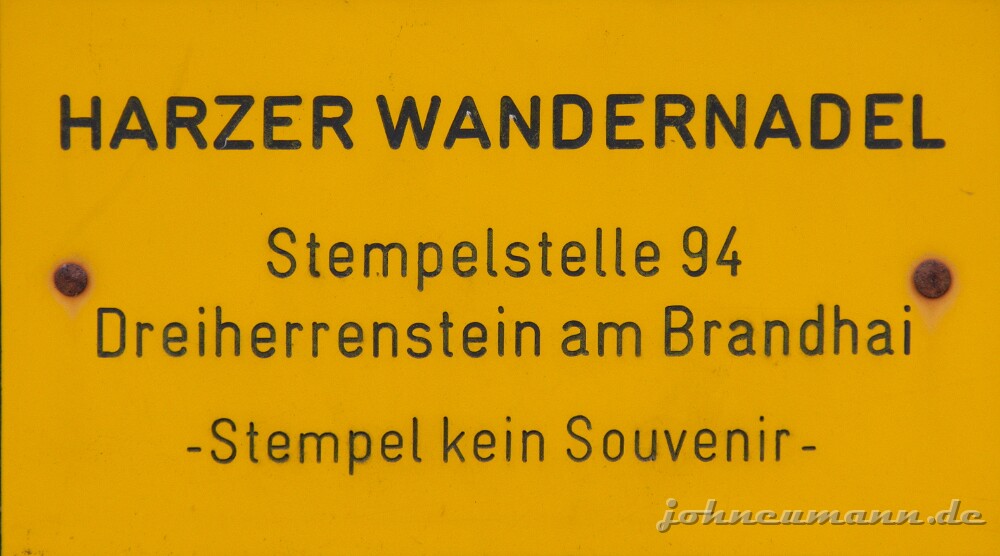 HARZER WANDERNADEL
Stempelstelle 94
Dreiherrenstein am Brandhai
-Stempel kein Souvenir-
johneumann.de